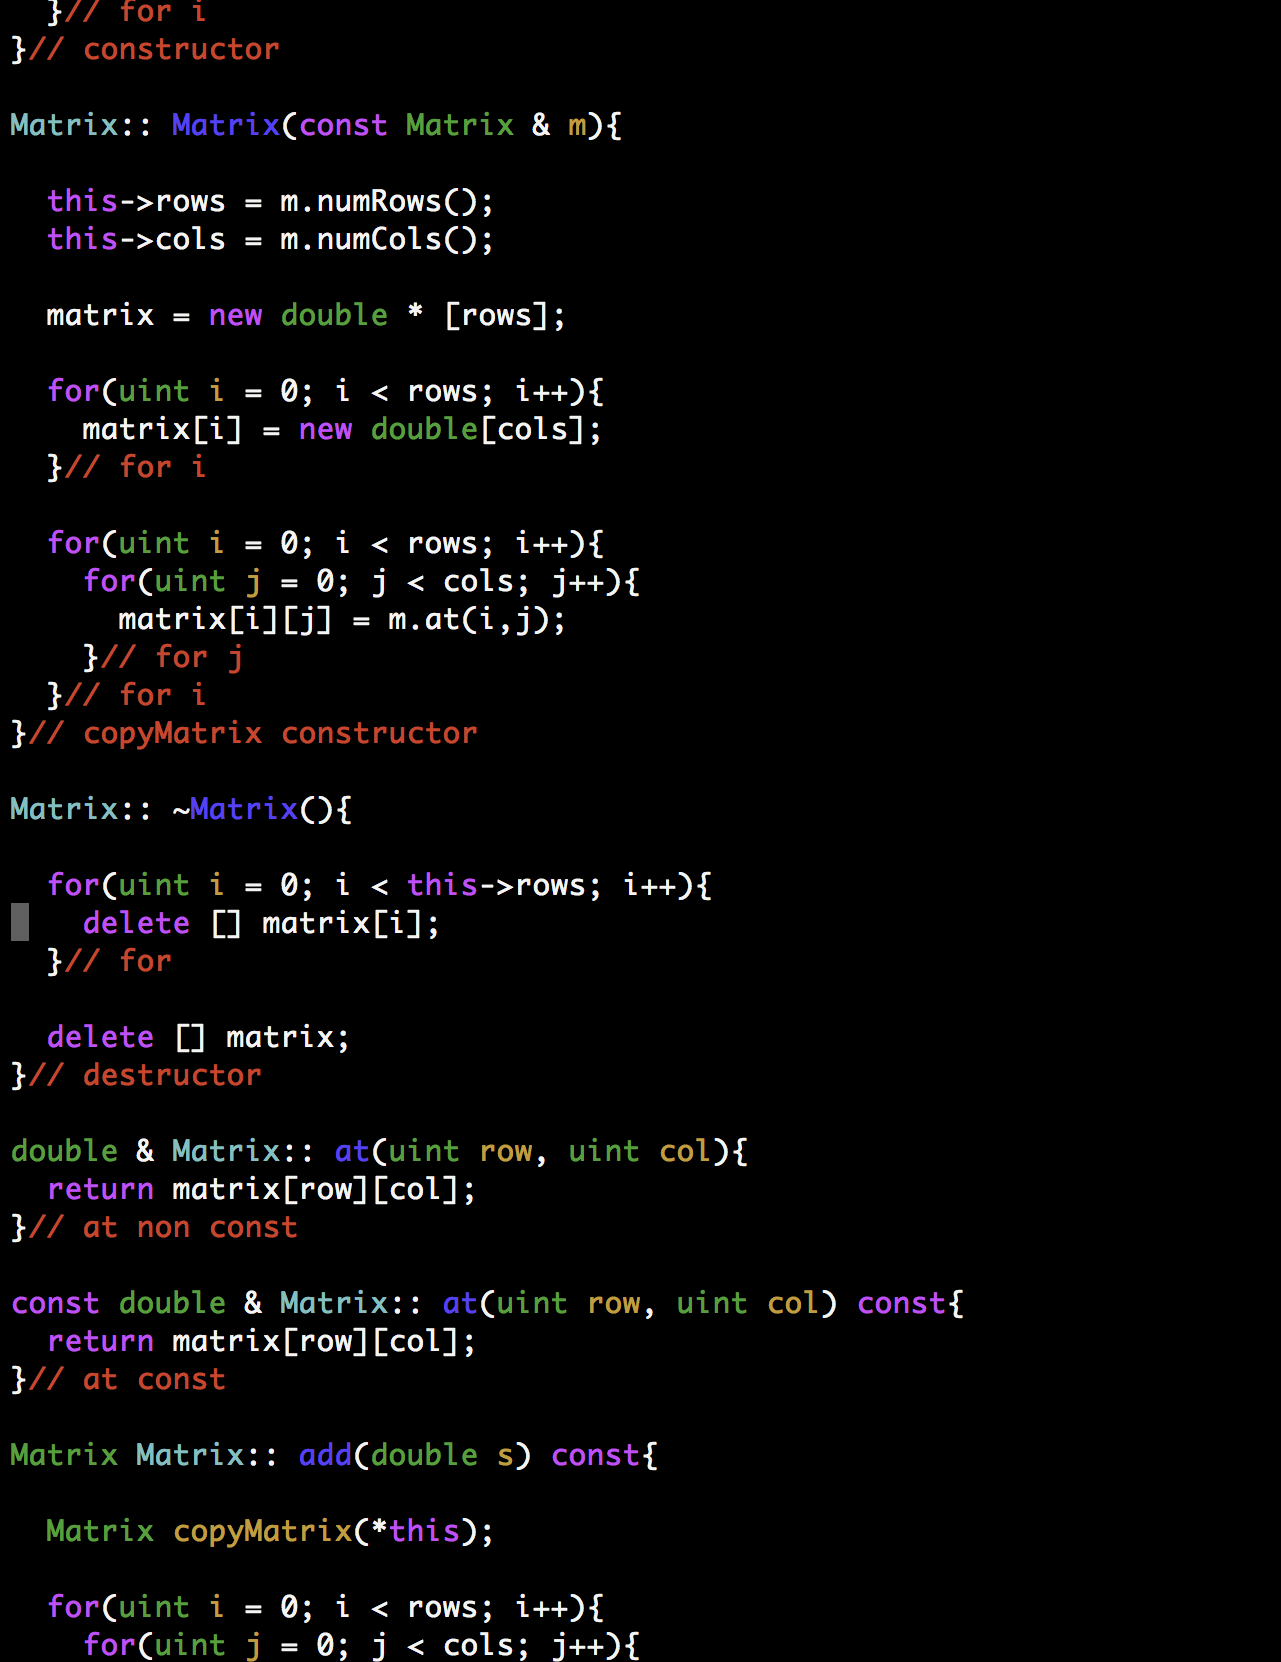 }// for i
}// constructor

Matrix:: Matrix(const Matrix & m){

  this->rows = m.numRows();
  this->cols = m.numCols();

  matrix = new double * [rows];

  for(uint i = 0; i < rows; i++){
    matrix[i] = new double[cols];
  }// for i

  for(uint i = 0; i < rows; i++){
    for(uint j = 0; j < cols; j++){
      matrix[i][j] = m.at(i,j);
    }// for j
  }// for i
}// copyMatrix constructor

Matrix:: ~Matrix(){

  for(uint i = 0; i < this->rows; i++){
    delete [] matrix[i];
  }// for

  delete [] matrix;
}// destructor

double & Matrix:: at(uint row, uint col){
  return matrix[row][col];
}// at non const

const double & Matrix:: at(uint row, uint col) const{
  return matrix[row][col];
}// at const

Matrix Matrix:: add(double s) const{

  Matrix copyMatrix(*this);

  for(uint i = 0; i < rows; i++){
    for(uint j = 0; j < cols; j++){